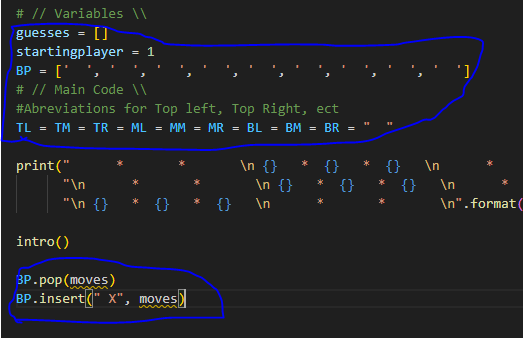 # // Variables \\
guesses = []
startingplayer = 1
BP = ['  ', '  ', '  ', '  ', '  ', '  ', '  ', '  ', '  ']
# // Main Code \\
#Abreviations for Top left, Top Right, ect
TL = TM = TR = ML = MM = MR = BL = BM = BR = "  "
print("       *       *       \n {}   *  {}   *  {}   \n      *
"\n       *       *       \n {}   *  {}   *  {}   \n      *
"\n {}   *  {}   *  {}   \n       *       *       \n".format(
intro()
BP.pop(moves)
BP.insert(" X", moves)